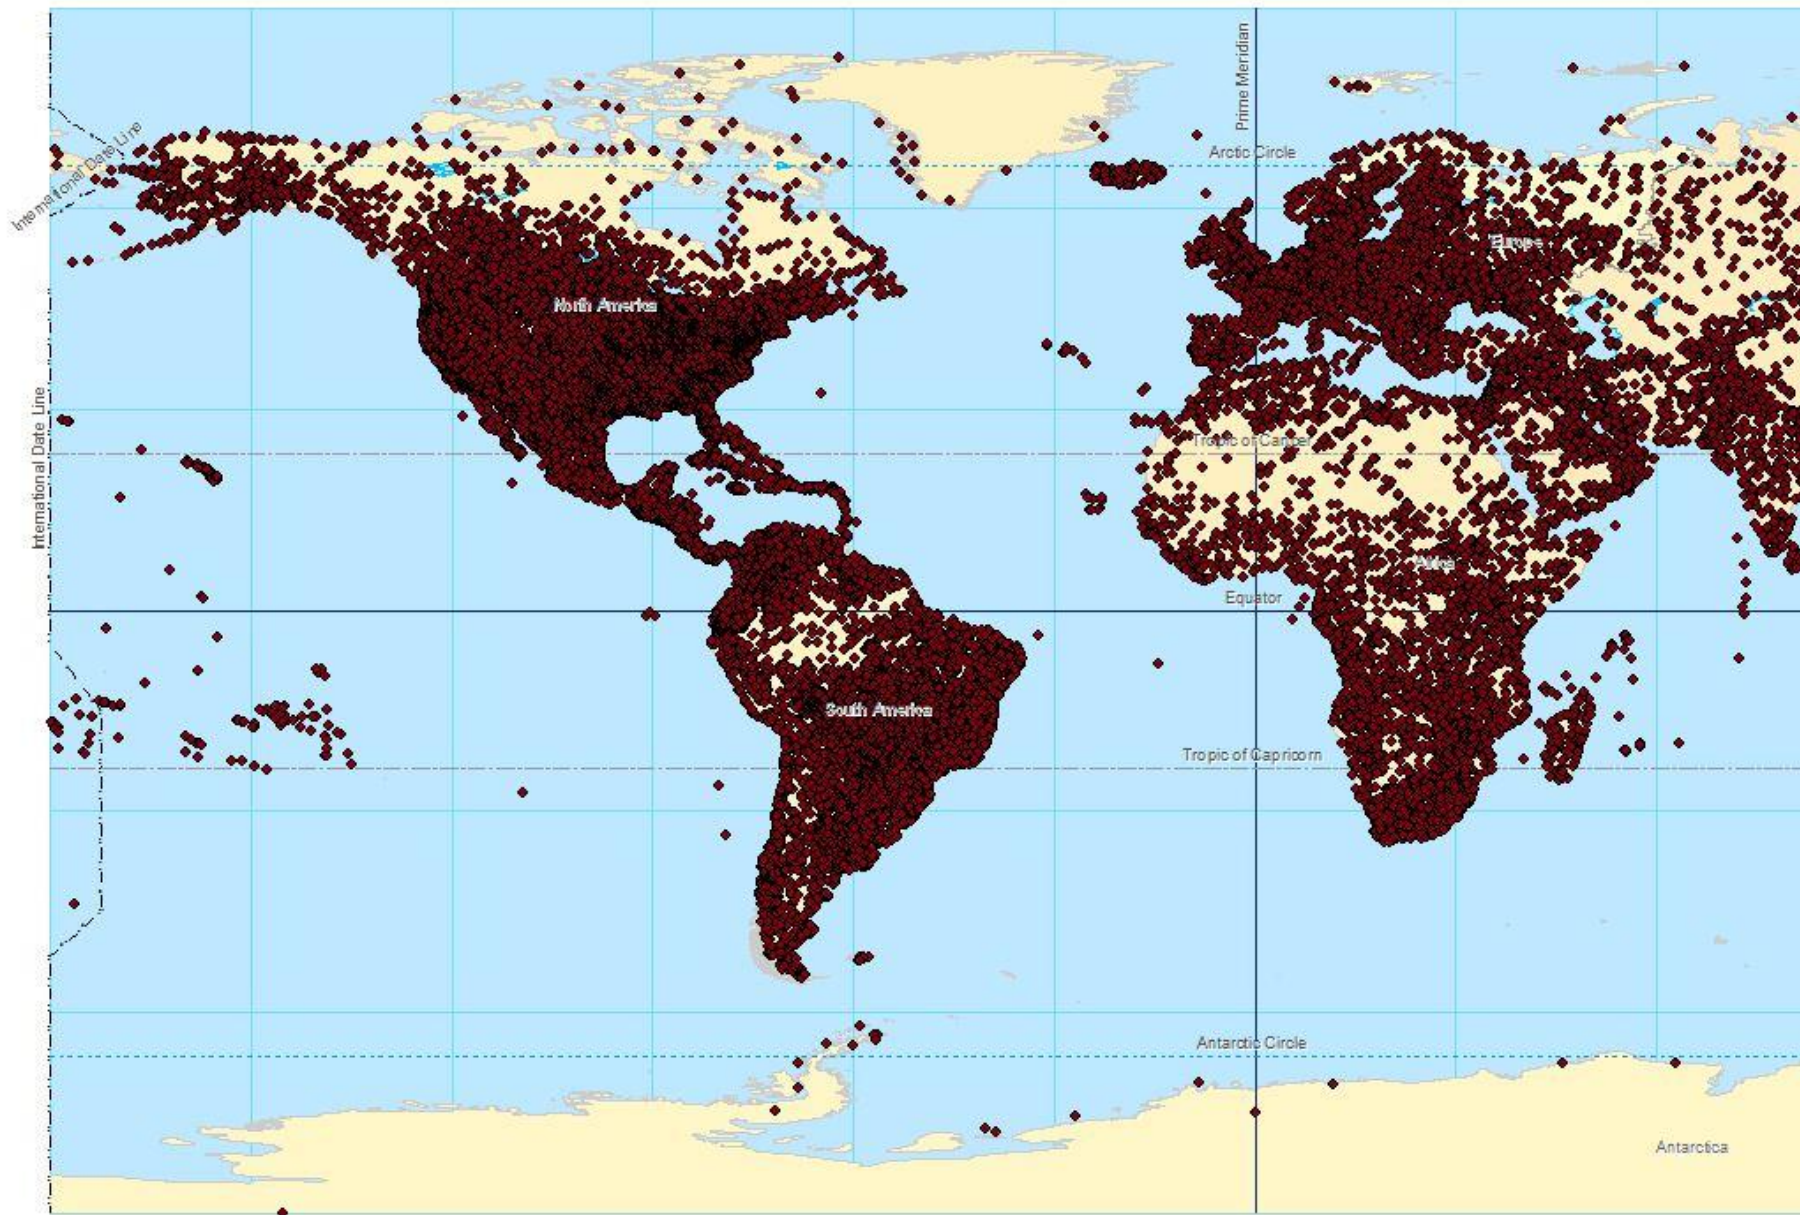 Prime Meridian
International Date Line
Arctic Circle
Europe
North America
International Date Line
Tropic of Cancer
Africa
Equator
South America
Tropic of Capricorn
Antarctic Circle
Antarctica